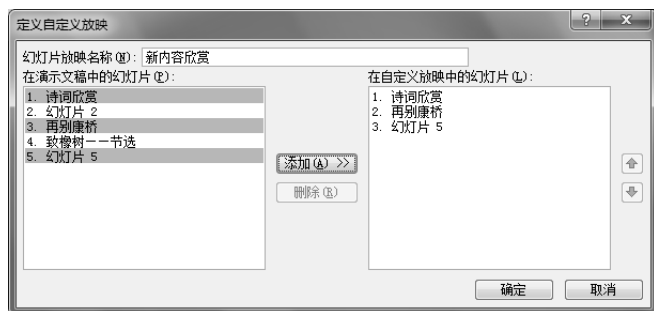 定义自定义放映
幻灯片放映名称(N): 新内容欣赏
在演示文稿中的幻灯片(P):
1. 诗词欣赏
2. 幻灯片 2
3. 再别康桥
4. 致橡树——节选
5. 幻灯片 5
添加(A) >>
删除(R)
在自定义放映中的幻灯片(L):
1. 诗词欣赏
2. 再别康桥
3. 幻灯片 5
确定
取消